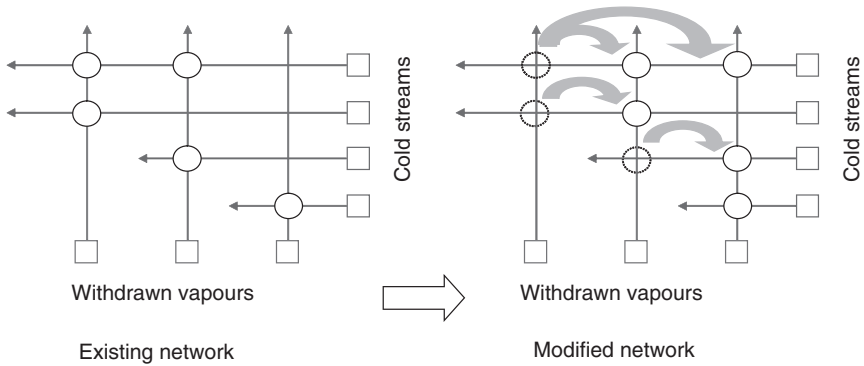 Cold streams
Cold streams
Withdrawn vapours
Withdrawn vapours
Existing network
Modified network